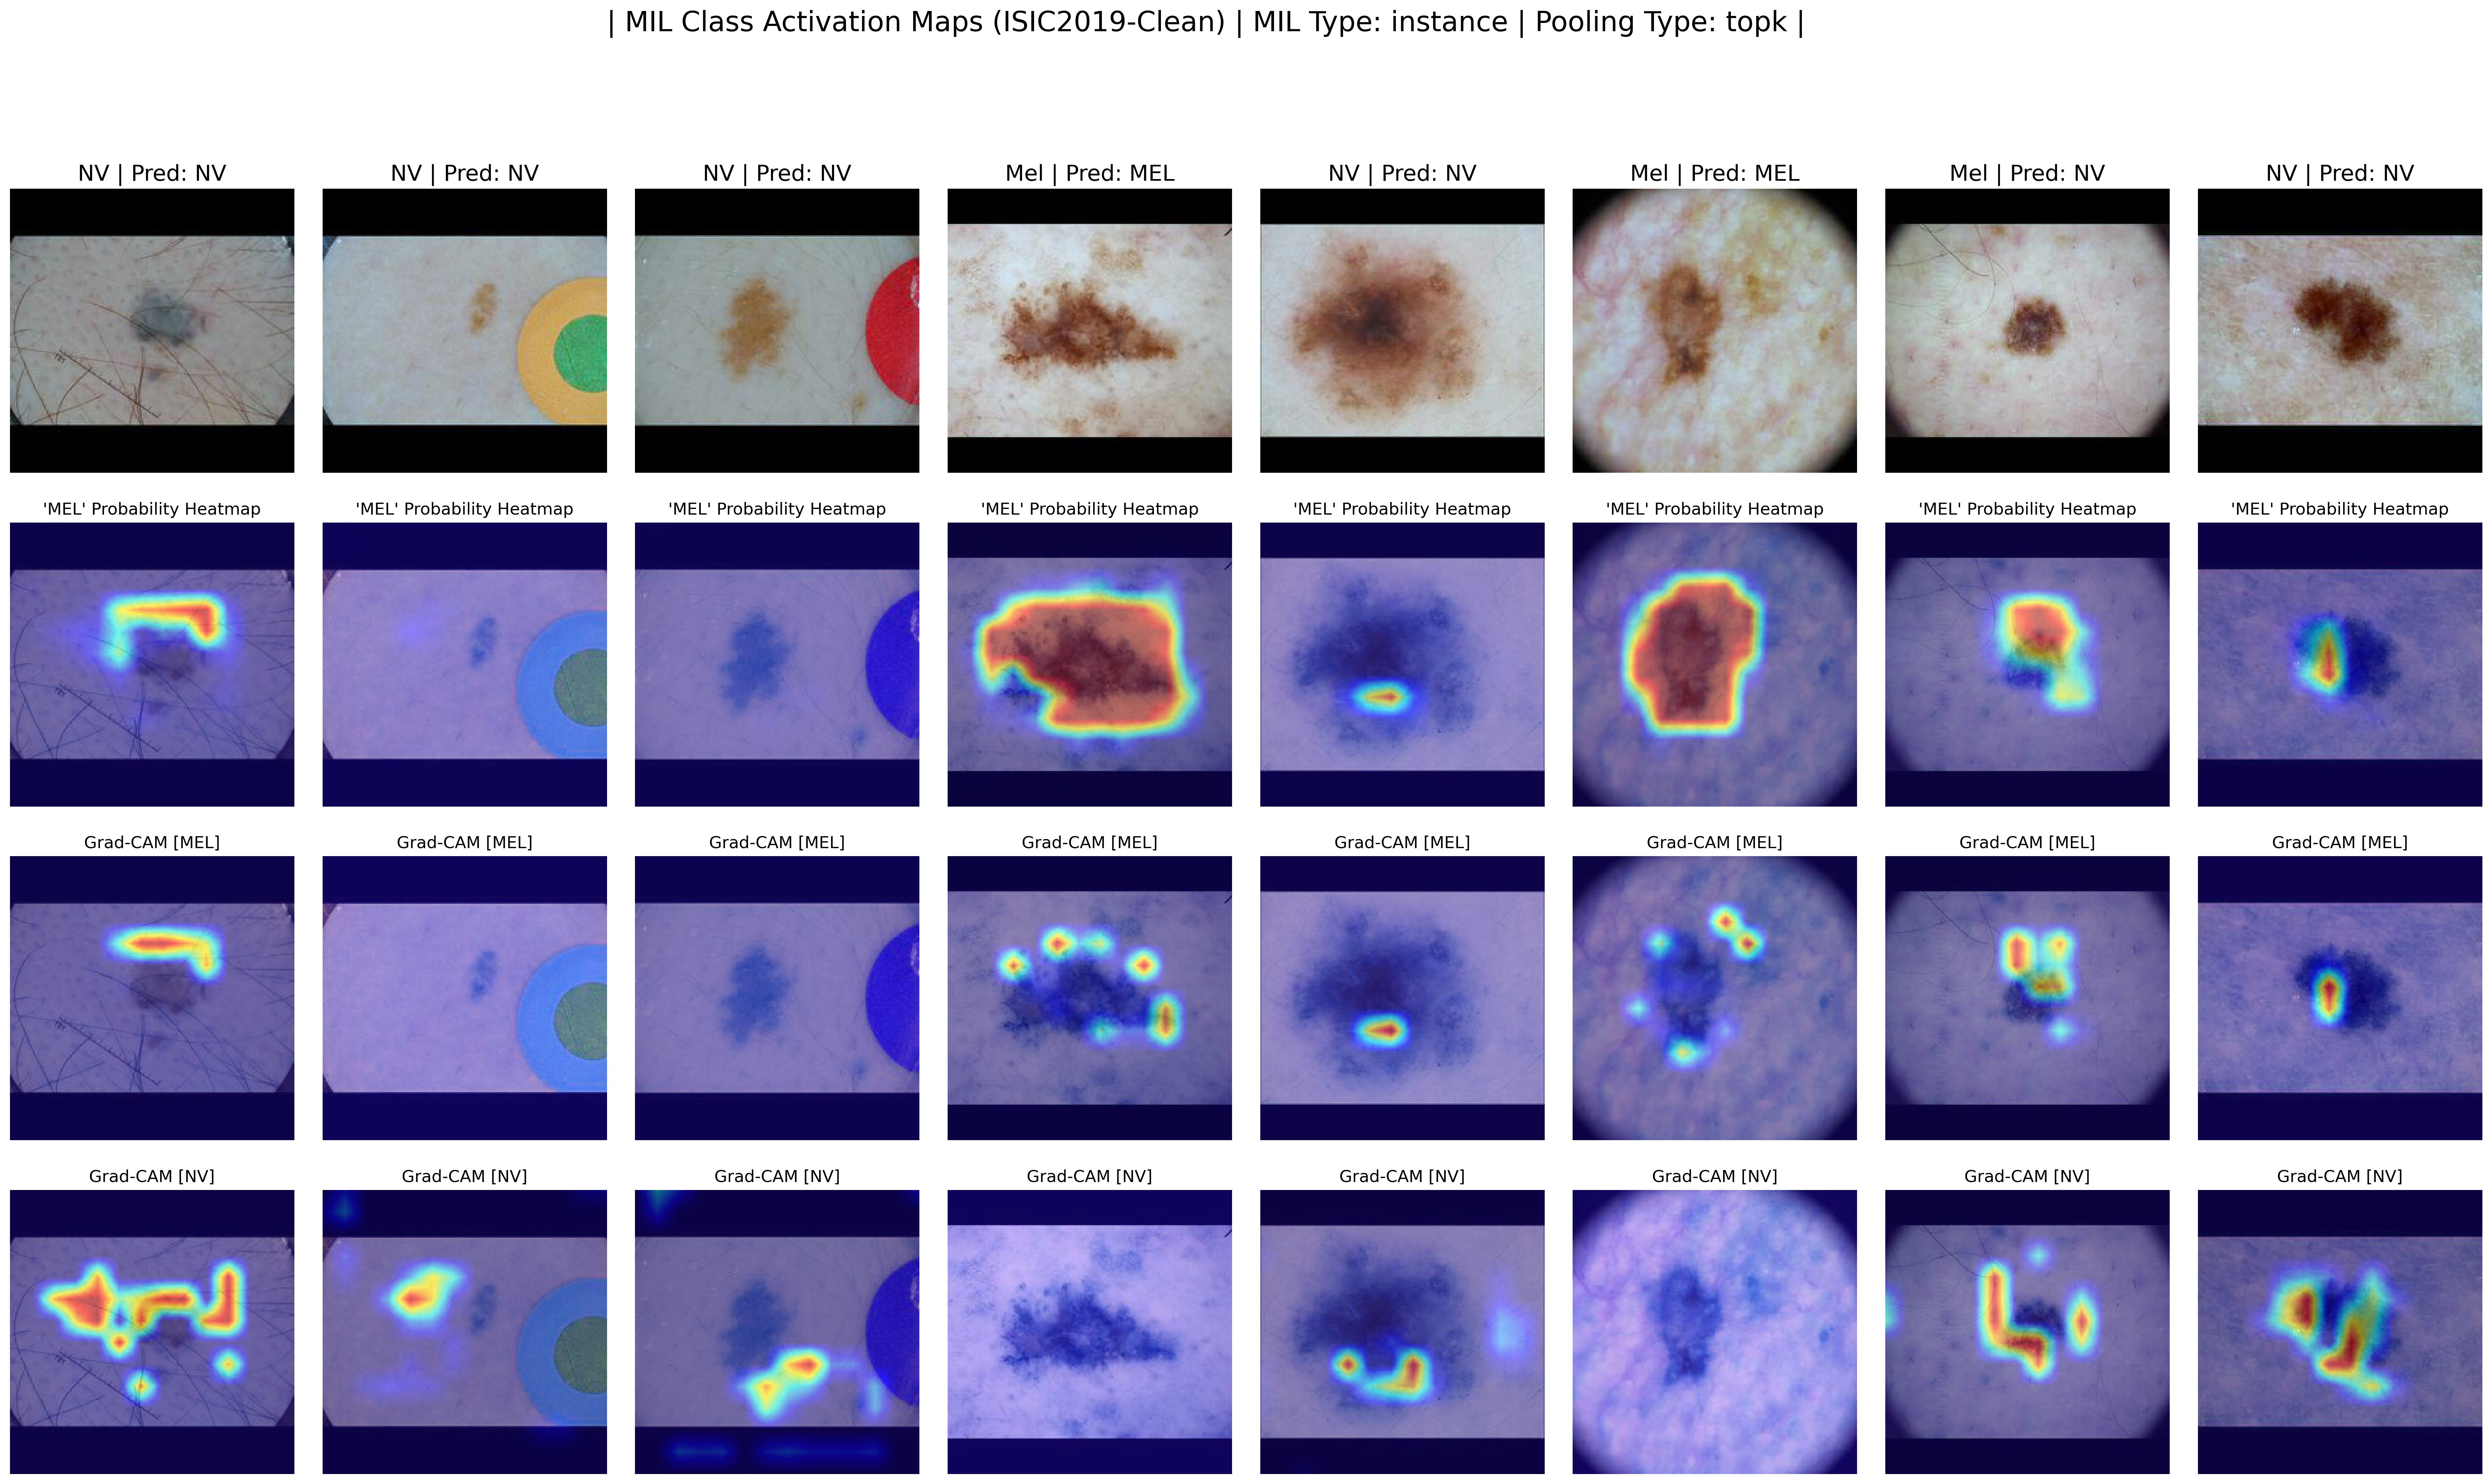 | MIL Class Activation Maps (ISIC2019-Clean) | MIL Type: instance | Pooling Type: topk |
NV | Pred: NV
NV | Pred: NV
NV | Pred: NV
Mel | Pred: MEL
NV | Pred: NV
Mel | Pred: MEL
Mel | Pred: NV
NV | Pred: NV
'MEL' Probability Heatmap
'MEL' Probability Heatmap
'MEL' Probability Heatmap
'MEL' Probability Heatmap
'MEL' Probability Heatmap
'MEL' Probability Heatmap
'MEL' Probability Heatmap
'MEL' Probability Heatmap
Grad-CAM [MEL]
Grad-CAM [MEL]
Grad-CAM [MEL]
Grad-CAM [MEL]
Grad-CAM [MEL]
Grad-CAM [MEL]
Grad-CAM [MEL]
Grad-CAM [MEL]
Grad-CAM [NV]
Grad-CAM [NV]
Grad-CAM [NV]
Grad-CAM [NV]
Grad-CAM [NV]
Grad-CAM [NV]
Grad-CAM [NV]
Grad-CAM [NV]